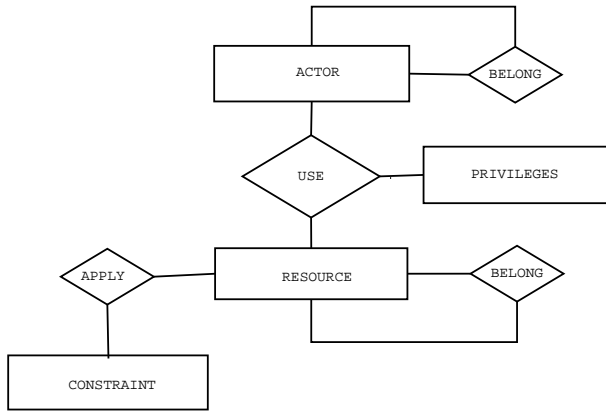 ACTOR
BELONG
USE
PRIVILEGES
APPLY
RESOURCE
BELONG
CONSTRAINT